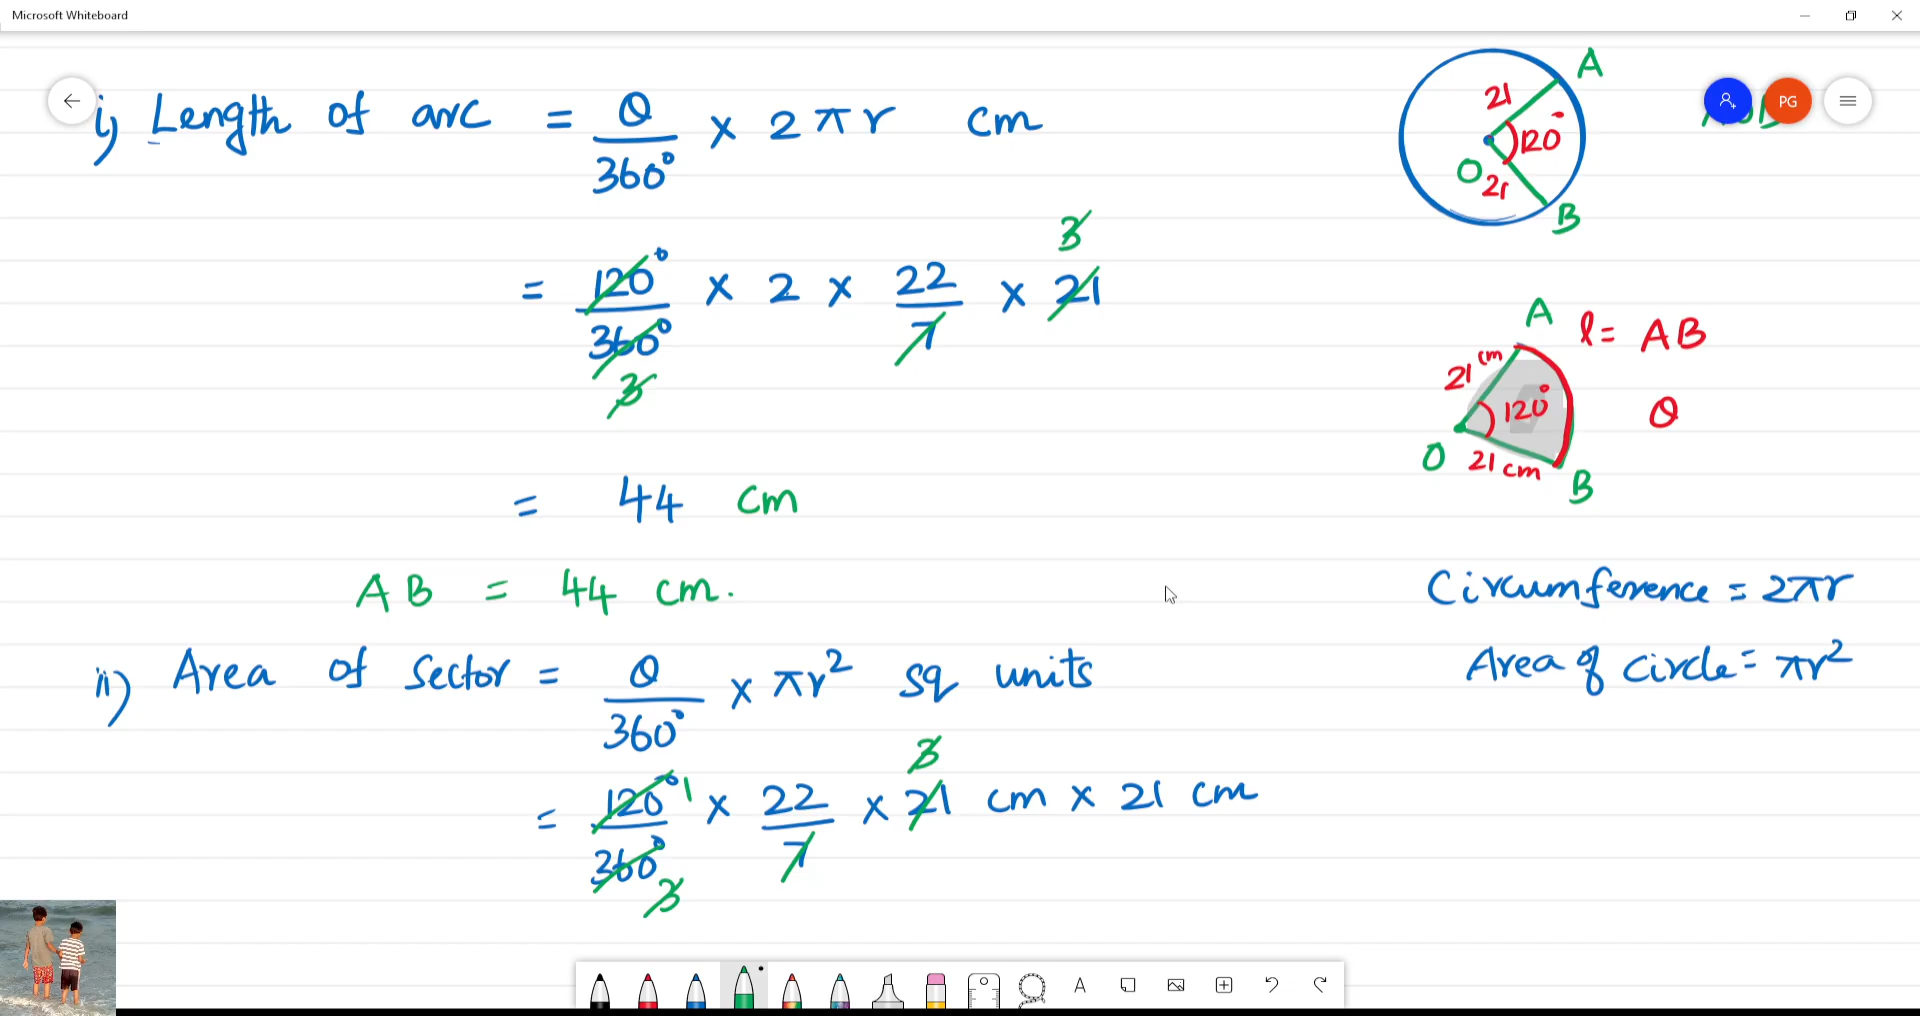 Microsoft Whiteboard
i) Length of arc = θ/360° × 2πr cm
= 120°/360° × 2 × 22/7 × 21
3
3
= 44 cm
AB = 44 cm.
ii) Area of Sector = θ/360° × πr² sq units
= 120°/360° × 22/7 × 21 cm × 21 cm
1
3
3
A
21
120°
O
21
B
PG
A
l = AB
21 cm
120°
θ
O
21 cm
B
Circumference = 2πr
Area of circle = πr²
A